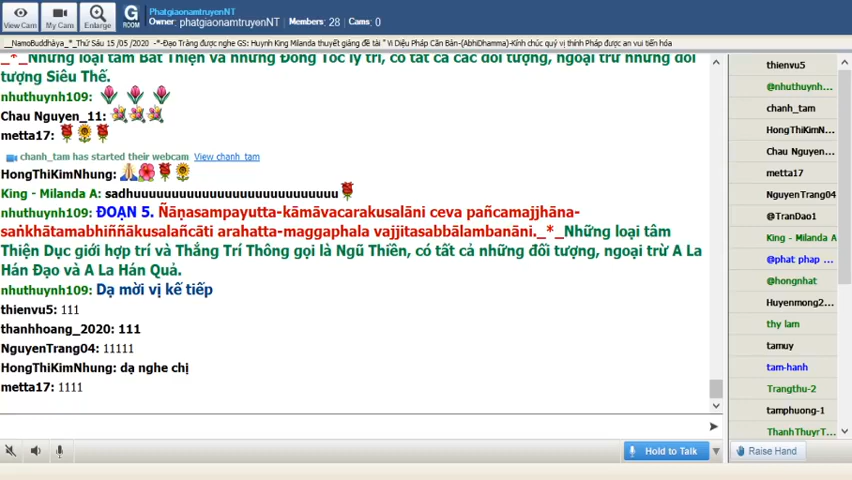 View Cam
My Cam
Enlarge
G
ROOM
PhatgiaonamtruyenNT
Owner: phatgiaonamtruyenNT | Members: 28 | Cams: 0
__NamoBuddhàya_*_Thứ Sáu 15 /05 /2020 -*-Đạo Tràng được nghe GS: Huynh King Milanda thuyết giảng đề tài " Vi Diệu Pháp Căn Bản-(AbhiDhamma)-Kính chúc quý vị thính Pháp được an vui tiến hóa
_*_Những loại tâm Bất Thiện và những Đổng Tốc ly trí, có tất cả các đối tượng, ngoại trừ những đối
tượng Siêu Thế.
nhuthuynh109:
Chau Nguyen_11:
metta17:
chanh_tam has started their webcam View chanh_tam
HongThiKimNhung:
King - Milanda A: sadhuuuuuuuuuuuuuuuuuuuuuuuuuuu
nhuthuynh109: ĐOẠN 5. Ñāṇasampayutta-kāmāvacarakusalāni ceva pañcamajjhāna-
saṅkhātamabhiññākusalañcāti arahatta-maggaphala vajjitasabbālambanāni._*_Những loại tâm
Thiện Dục giới hợp trí và Thắng Trí Thông gọi là Ngũ Thiền, có tất cả những đối tượng, ngoại trừ A La
Hán Đạo và A La Hán Quả.
nhuthuynh109: Dạ mời vị kế tiếp
thienvu5: 111
thanhhoang_2020: 111
NguyenTrang04: 11111
HongThiKimNhung: dạ nghe chị
metta17: 1111
Hold to Talk
thienvu5
@nhuthuynh...
chanh_tam
HongThiKimN...
Chau Nguyen...
metta17
NguyenTrang04
@TranDao1
King - Milanda A
@phat phap ...
@hongnhat
Huyenmong2...
thy lam
tamuy
tam-hanh
Trangthu-2
tamphuong-1
ThanhThuyrT...
Raise Hand